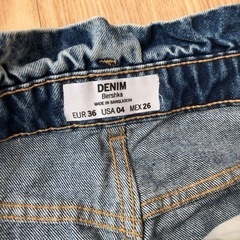 DENIM
Bershka
MADE IN BANGLADESH
EUR 36 USA 04 MEX 26